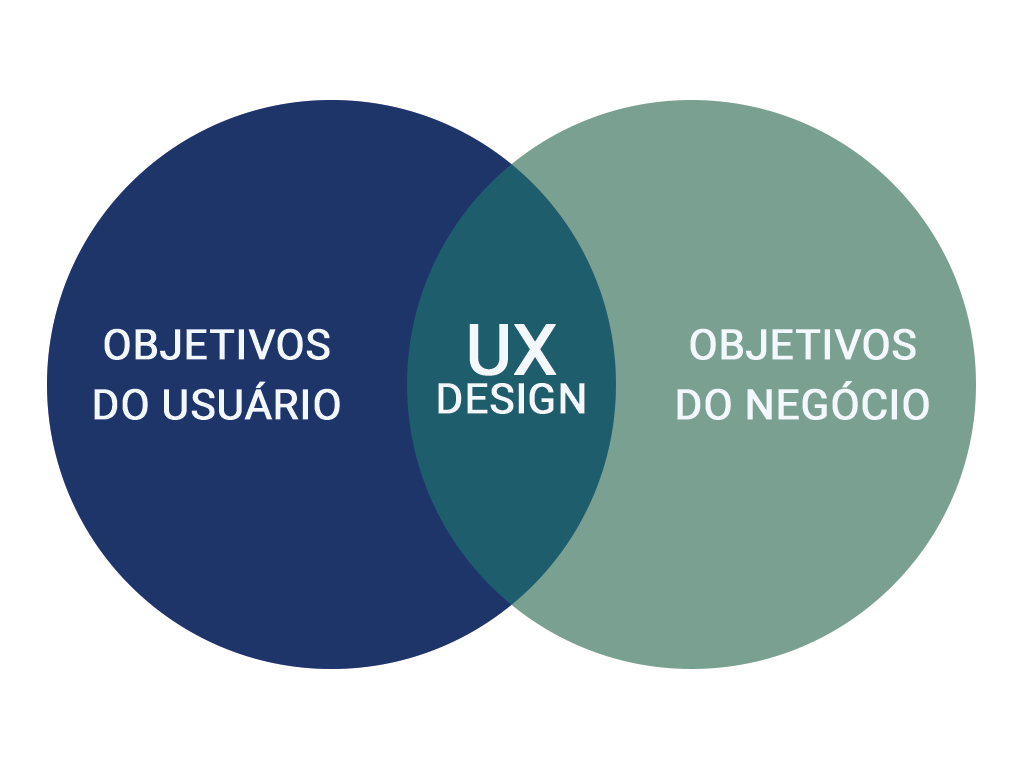 OBJETIVOS
DO USUÁRIO
UX
DESIGN
OBJETIVOS
DO NEGÓCIO